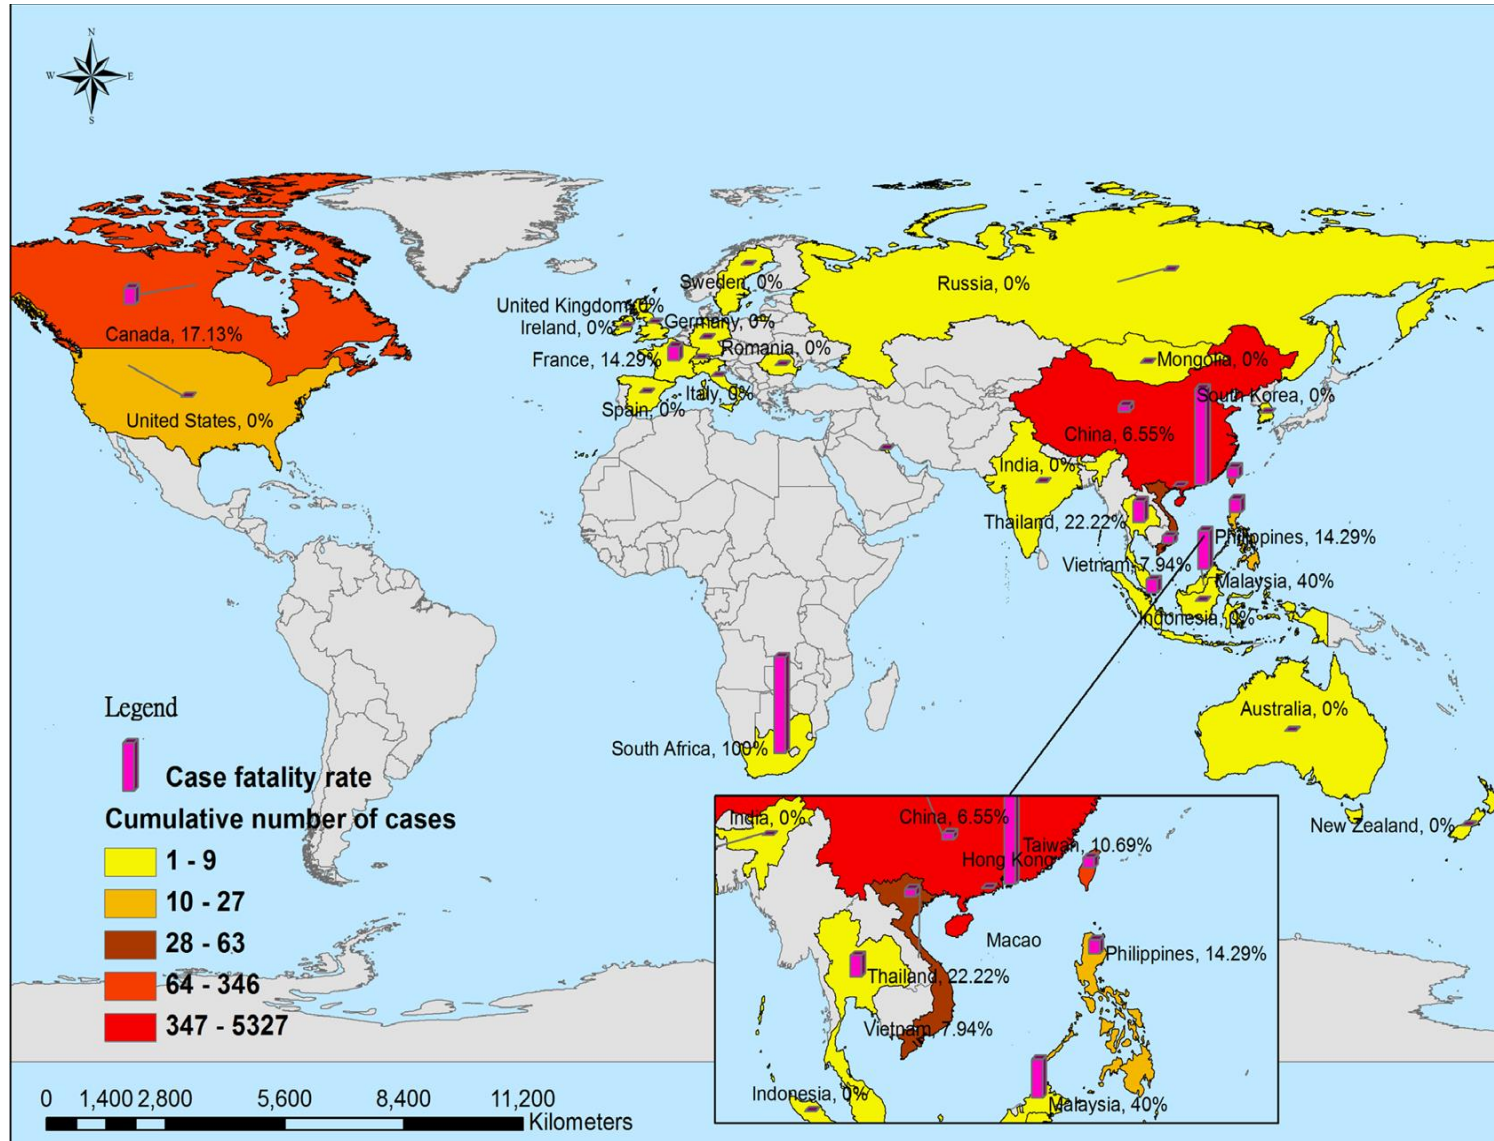 N
W E
S
Canada, 17.13%
United States, 0%
Sweden, 0%
Russia, 0%
United Kingdom, 0%
Ireland, 0%
Germany, 0%
France, 14.29%
Romania, 0%
Spain, 0%
Italy, 0%
Mongolia, 0%
South Korea, 0%
China, 6.55%
India, 0%
Thailand, 22.22%
Philippines, 14.29%
Vietnam, 7.94%
Malaysia, 40%
Indonesia, 0%
Australia, 0%
South Africa, 100%
New Zealand, 0%
Legend
Case fatality rate
Cumulative number of cases
1 - 9
10 - 27
28 - 63
64 - 346
347 - 5327
0 1,400 2,800 5,600 8,400 11,200
Kilometers
India, 0%
China, 6.55%
Taiwan, 10.69%
Hong Kong
Macao
Philippines, 14.29%
Thailand, 22.22%
Vietnam, 7.94%
Indonesia, 0%
Malaysia, 40%